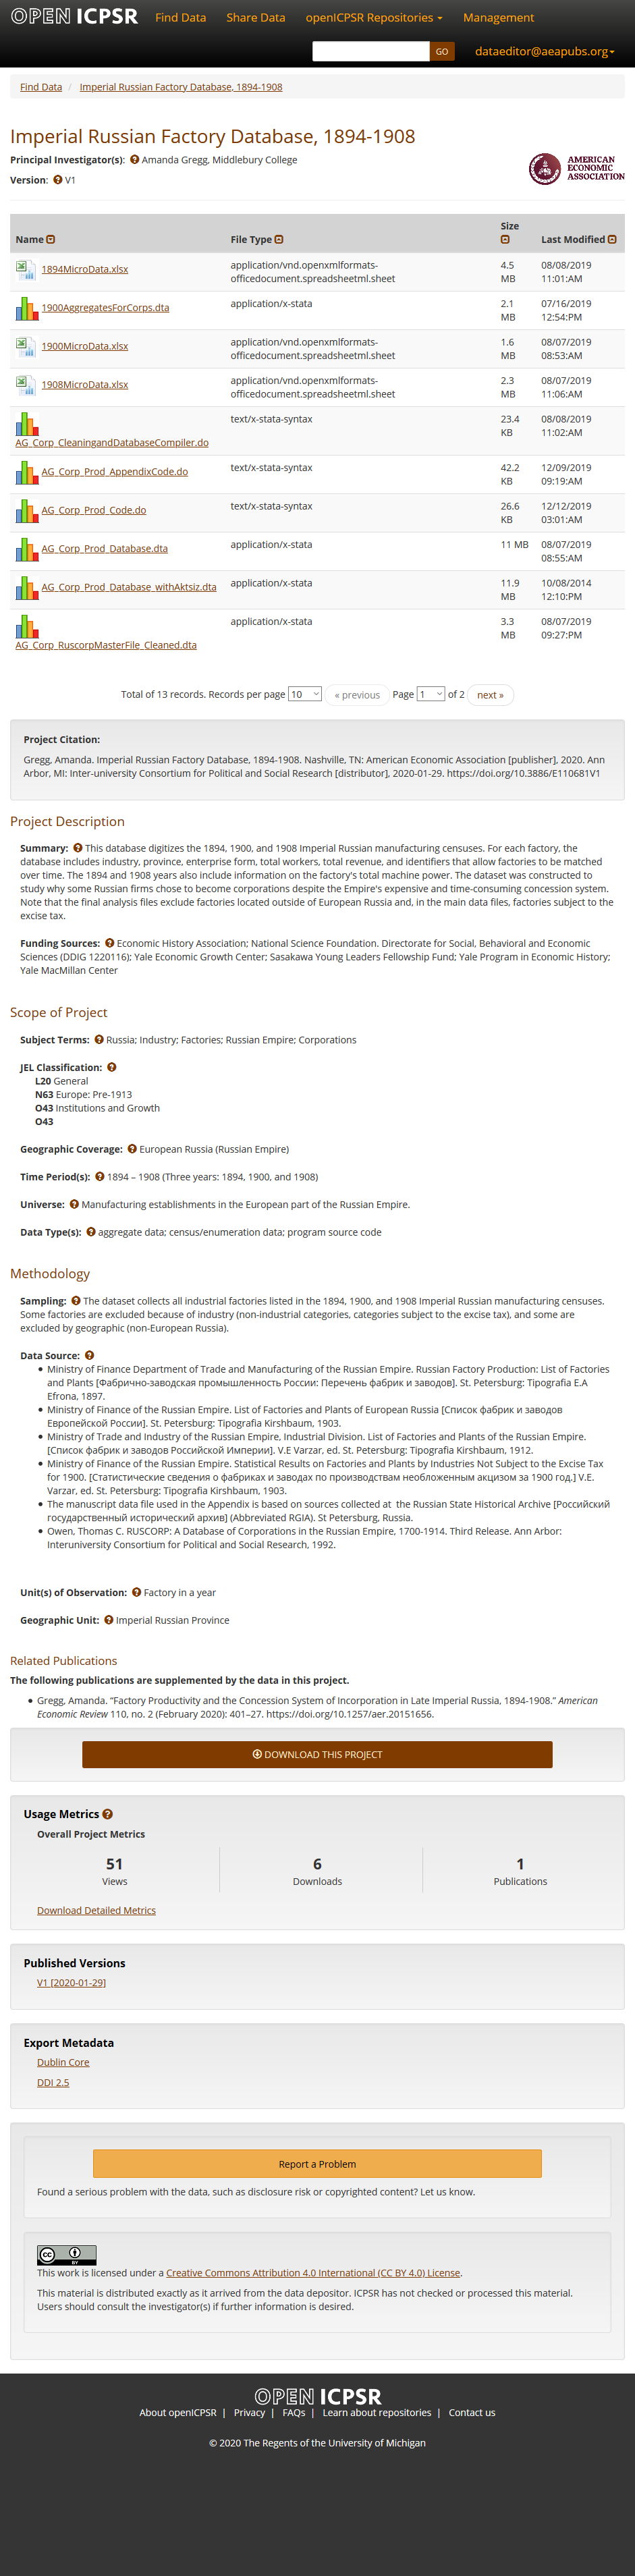 OPEN ICPSR Find Data Share Data openICPSR Repositories Management
GO dataeditor@aeapubs.org
Find Data / Imperial Russian Factory Database, 1894-1908
Imperial Russian Factory Database, 1894-1908
Principal Investigator(s): Amanda Gregg, Middlebury College
AMERICAN
ECONOMIC
ASSOCIATION
Version: V1
Name File Type Size Last Modified
1894MicroData.xlsx application/vnd.openxmlformats-officedocument.spreadsheetml.sheet 4.5 MB 08/08/2019 11:01:AM
1900AggregatesForCorps.dta application/x-stata 2.1 MB 07/16/2019 12:54:PM
1900MicroData.xlsx application/vnd.openxmlformats-officedocument.spreadsheetml.sheet 1.6 MB 08/07/2019 08:53:AM
1908MicroData.xlsx application/vnd.openxmlformats-officedocument.spreadsheetml.sheet 2.3 MB 08/07/2019 11:06:AM
AG_Corp_CleaningandDatabaseCompiler.do text/x-stata-syntax 23.4 KB 08/08/2019 11:02:AM
AG_Corp_Prod_AppendixCode.do text/x-stata-syntax 42.2 KB 12/09/2019 09:19:AM
AG_Corp_Prod_Code.do text/x-stata-syntax 26.6 KB 12/12/2019 03:01:AM
AG_Corp_Prod_Database.dta application/x-stata 11 MB 08/07/2019 08:55:AM
AG_Corp_Prod_Database_withAktsiz.dta application/x-stata 11.9 MB 10/08/2014 12:10:PM
AG_Corp_RuscorpMasterFile_Cleaned.dta application/x-stata 3.3 MB 08/07/2019 09:27:PM
Total of 13 records. Records per page 10 « previous Page 1 of 2 next »
Project Citation:
Gregg, Amanda. Imperial Russian Factory Database, 1894-1908. Nashville, TN: American Economic Association [publisher], 2020. Ann
Arbor, MI: Inter-university Consortium for Political and Social Research [distributor], 2020-01-29. https://doi.org/10.3886/E110681V1
Project Description
Summary: This database digitizes the 1894, 1900, and 1908 Imperial Russian manufacturing censuses. For each factory, the
database includes industry, province, enterprise form, total workers, total revenue, and identifiers that allow factories to be matched
over time. The 1894 and 1908 years also include information on the factory's total machine power. The dataset was constructed to
study why some Russian firms chose to become corporations despite the Empire's expensive and time-consuming concession system.
Note that the final analysis files exclude factories located outside of European Russia and, in the main data files, factories subject to the
excise tax.
Funding Sources: Economic History Association; National Science Foundation. Directorate for Social, Behavioral and Economic
Sciences (DDIG 1220116); Yale Economic Growth Center; Sasakawa Young Leaders Fellowship Fund; Yale Program in Economic History;
Yale MacMillan Center
Scope of Project
Subject Terms: Russia; Industry; Factories; Russian Empire; Corporations
JEL Classification:
L20 General
N63 Europe: Pre-1913
O43 Institutions and Growth
O43
Geographic Coverage: European Russia (Russian Empire)
Time Period(s): 1894 – 1908 (Three years: 1894, 1900, and 1908)
Universe: Manufacturing establishments in the European part of the Russian Empire.
Data Type(s): aggregate data; census/enumeration data; program source code
Methodology
Sampling: The dataset collects all industrial factories listed in the 1894, 1900, and 1908 Imperial Russian manufacturing censuses.
Some factories are excluded because of industry (non-industrial categories, categories subject to the excise tax), and some are
excluded by geographic (non-European Russia).
Data Source:
• Ministry of Finance Department of Trade and Manufacturing of the Russian Empire. Russian Factory Production: List of Factories
and Plants [Фабрично-заводская промышленность России: Перечень фабрик и заводов]. St. Petersburg: Tipografia E.A
Efrona, 1897.
• Ministry of Finance of the Russian Empire. List of Factories and Plants of European Russia [Список фабрик и заводов
Европейской России]. St. Petersburg: Tipografia Kirshbaum, 1903.
• Ministry of Trade and Industry of the Russian Empire, Industrial Division. List of Factories and Plants of the Russian Empire.
[Список фабрик и заводов Российской Империи]. V.E Varzar, ed. St. Petersburg: Tipografia Kirshbaum, 1912.
• Ministry of Finance of the Russian Empire. Statistical Results on Factories and Plants by Industries Not Subject to the Excise Tax
for 1900. [Статистические сведения о фабриках и заводах по производствам необложенным акцизом за 1900 год.] V.E.
Varzar, ed. St. Petersburg: Tipografia Kirshbaum, 1903.
• The manuscript data file used in the Appendix is based on sources collected at the Russian State Historical Archive [Российский
государственный исторический архив] (Abbreviated RGIA). St Petersburg, Russia.
• Owen, Thomas C. RUSCORP: A Database of Corporations in the Russian Empire, 1700-1914. Third Release. Ann Arbor:
Interuniversity Consortium for Political and Social Research, 1992.
Unit(s) of Observation: Factory in a year
Geographic Unit: Imperial Russian Province
Related Publications
The following publications are supplemented by the data in this project.
• Gregg, Amanda. “Factory Productivity and the Concession System of Incorporation in Late Imperial Russia, 1894-1908.” American
Economic Review 110, no. 2 (February 2020): 401–27. https://doi.org/10.1257/aer.20151656.
DOWNLOAD THIS PROJECT
Usage Metrics
Overall Project Metrics
51 6 1
Views Downloads Publications
Download Detailed Metrics
Published Versions
V1 [2020-01-29]
Export Metadata
Dublin Core
DDI 2.5
Report a Problem
Found a serious problem with the data, such as disclosure risk or copyrighted content? Let us know.
cc BY
This work is licensed under a Creative Commons Attribution 4.0 International (CC BY 4.0) License.
This material is distributed exactly as it arrived from the data depositor. ICPSR has not checked or processed this material.
Users should consult the investigator(s) if further information is desired.
OPEN ICPSR
About openICPSR | Privacy | FAQs | Learn about repositories | Contact us
© 2020 The Regents of the University of Michigan